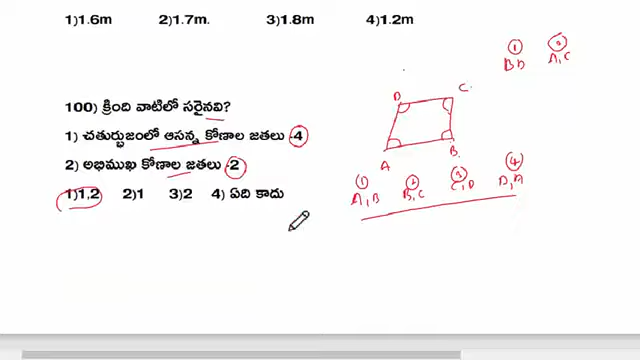 1)1.6m 2)1.7m. 3)1.8m 4)1.2m
100) క్రింది వాటిలో సరైనవి?
1) చతుర్భుజంలో ఆసన్న కోణాల జతలు -4
2) అభిముఖ కోణాల జతలు -2
1)1,2 2)1 3)2 4) ఏది కాదు
1 2
BD A,C
D C.
A B.
1 2 3 4
A,B B,C C,D D,A